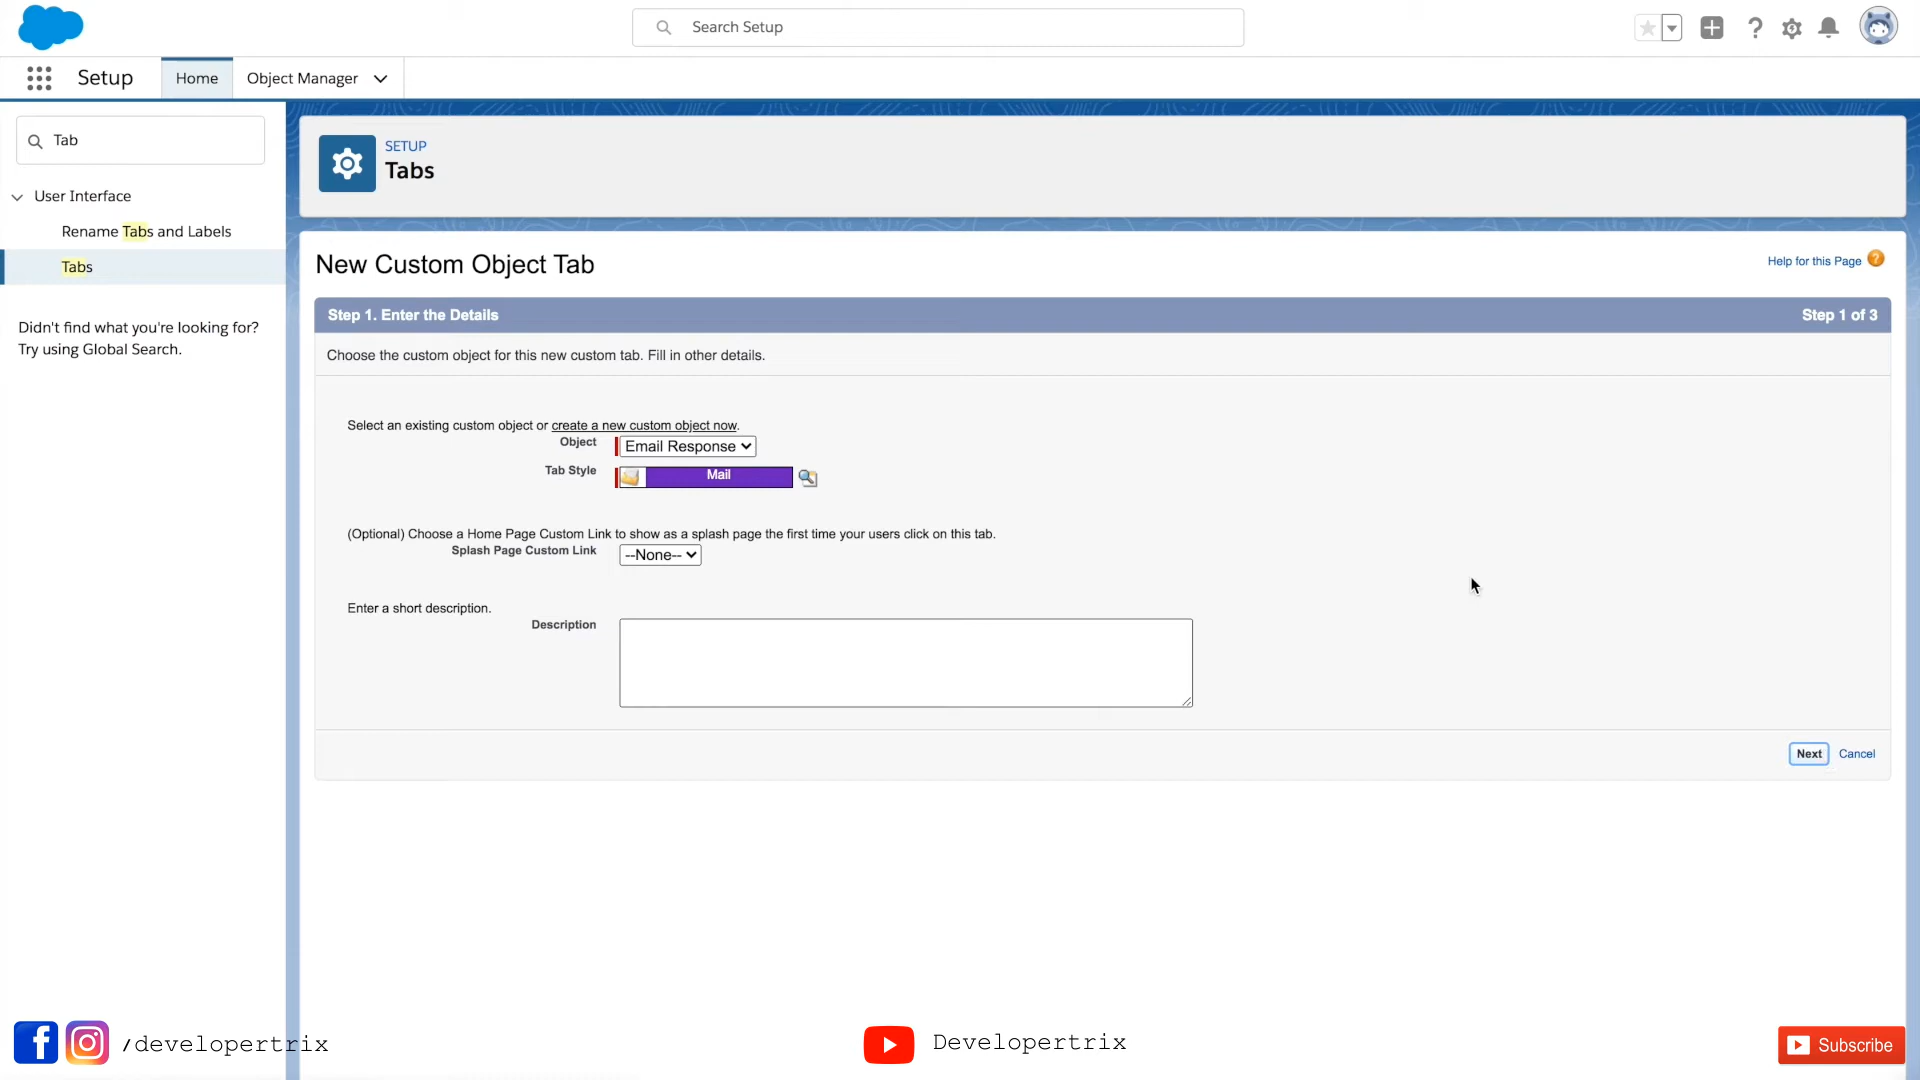 Search Setup
Setup
Home
Object Manager
Tab
User Interface
Rename Tabs and Labels
Tabs
Didn't find what you're looking for?
Try using Global Search.
SETUP
Tabs
New Custom Object Tab
Help for this Page
Step 1. Enter the Details
Step 1 of 3
Choose the custom object for this new custom tab. Fill in other details.
Select an existing custom object or create a new custom object now.
Object
Email Response
Tab Style
Mail
(Optional) Choose a Home Page Custom Link to show as a splash page the first time your users click on this tab.
Splash Page Custom Link
--None--
Enter a short description.
Description
Next
Cancel
/developertrix
Developertrix
Subscribe